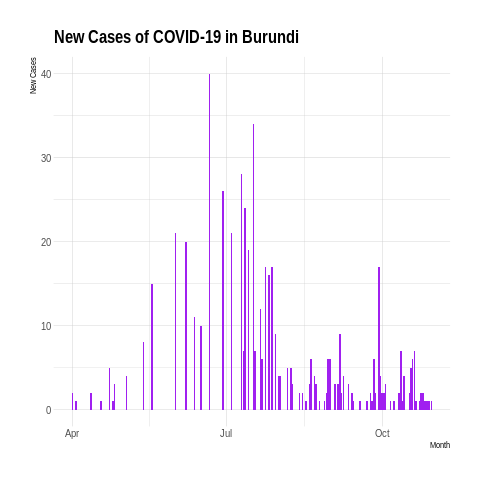 New Cases of COVID-19 in Burundi
New Cases
40
30
20
10
0
Apr
Jul
Oct
Month